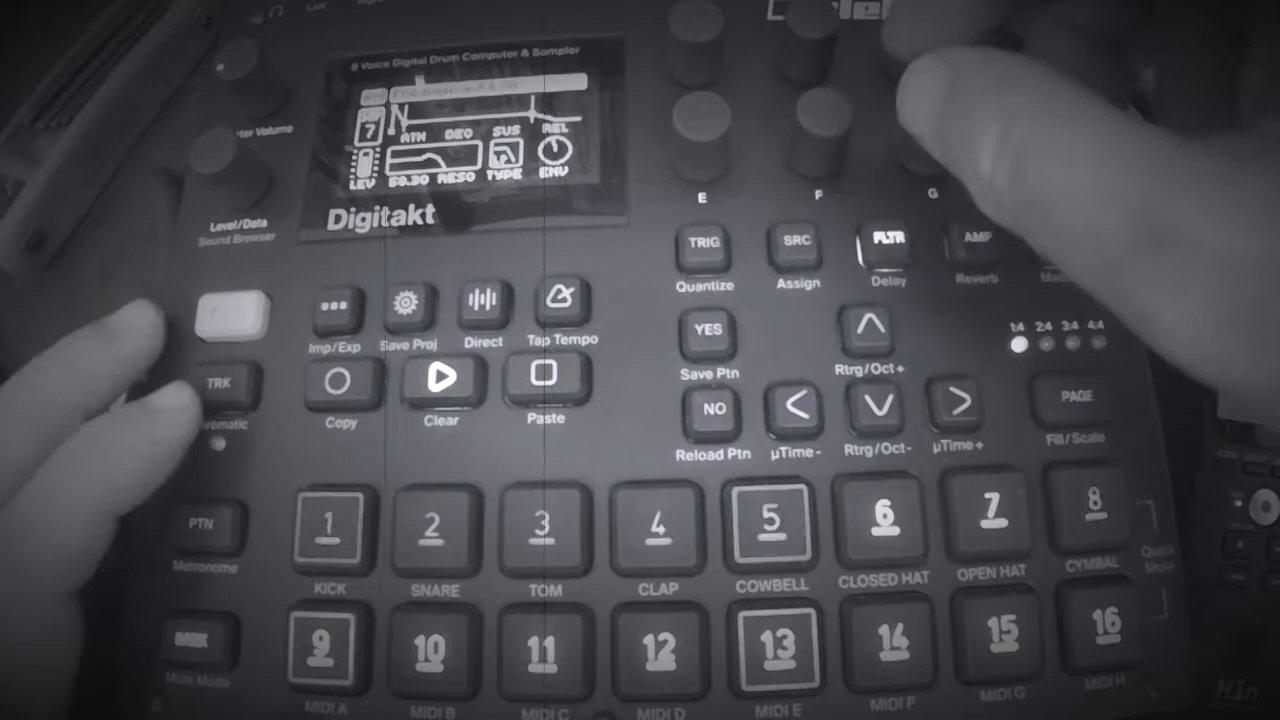 8 Voice Digital Drum Computer & Sampler
7
ATK DEC SUS REL
LEV RESO TYPE ENV
Digitakt
Volume
Level/Data
Sound Browser
E F G
TRIG SRC FLTR AMP
Quantize Assign Delay Reverb
Imp/Exp Save Proj Direct Tap Tempo
YES
Save Ptn Rtrg/Oct+
1:4 2:4 3:4 4:4
TRK
Copy Clear Paste
NO PAGE
Reload Ptn µTime- Rtrg/Oct- µTime+ Fill/Scale
PTN
Metronome
1 2 3 4 5 6 7 8
KICK SNARE TOM CLAP COWBELL CLOSED HAT OPEN HAT CYMBAL
Quick
Mute
BANK
Mute Mode
9 10 11 12 13 14 15 16
MIDI A MIDI B MIDI C MIDI D MIDI E MIDI F MIDI G MIDI H